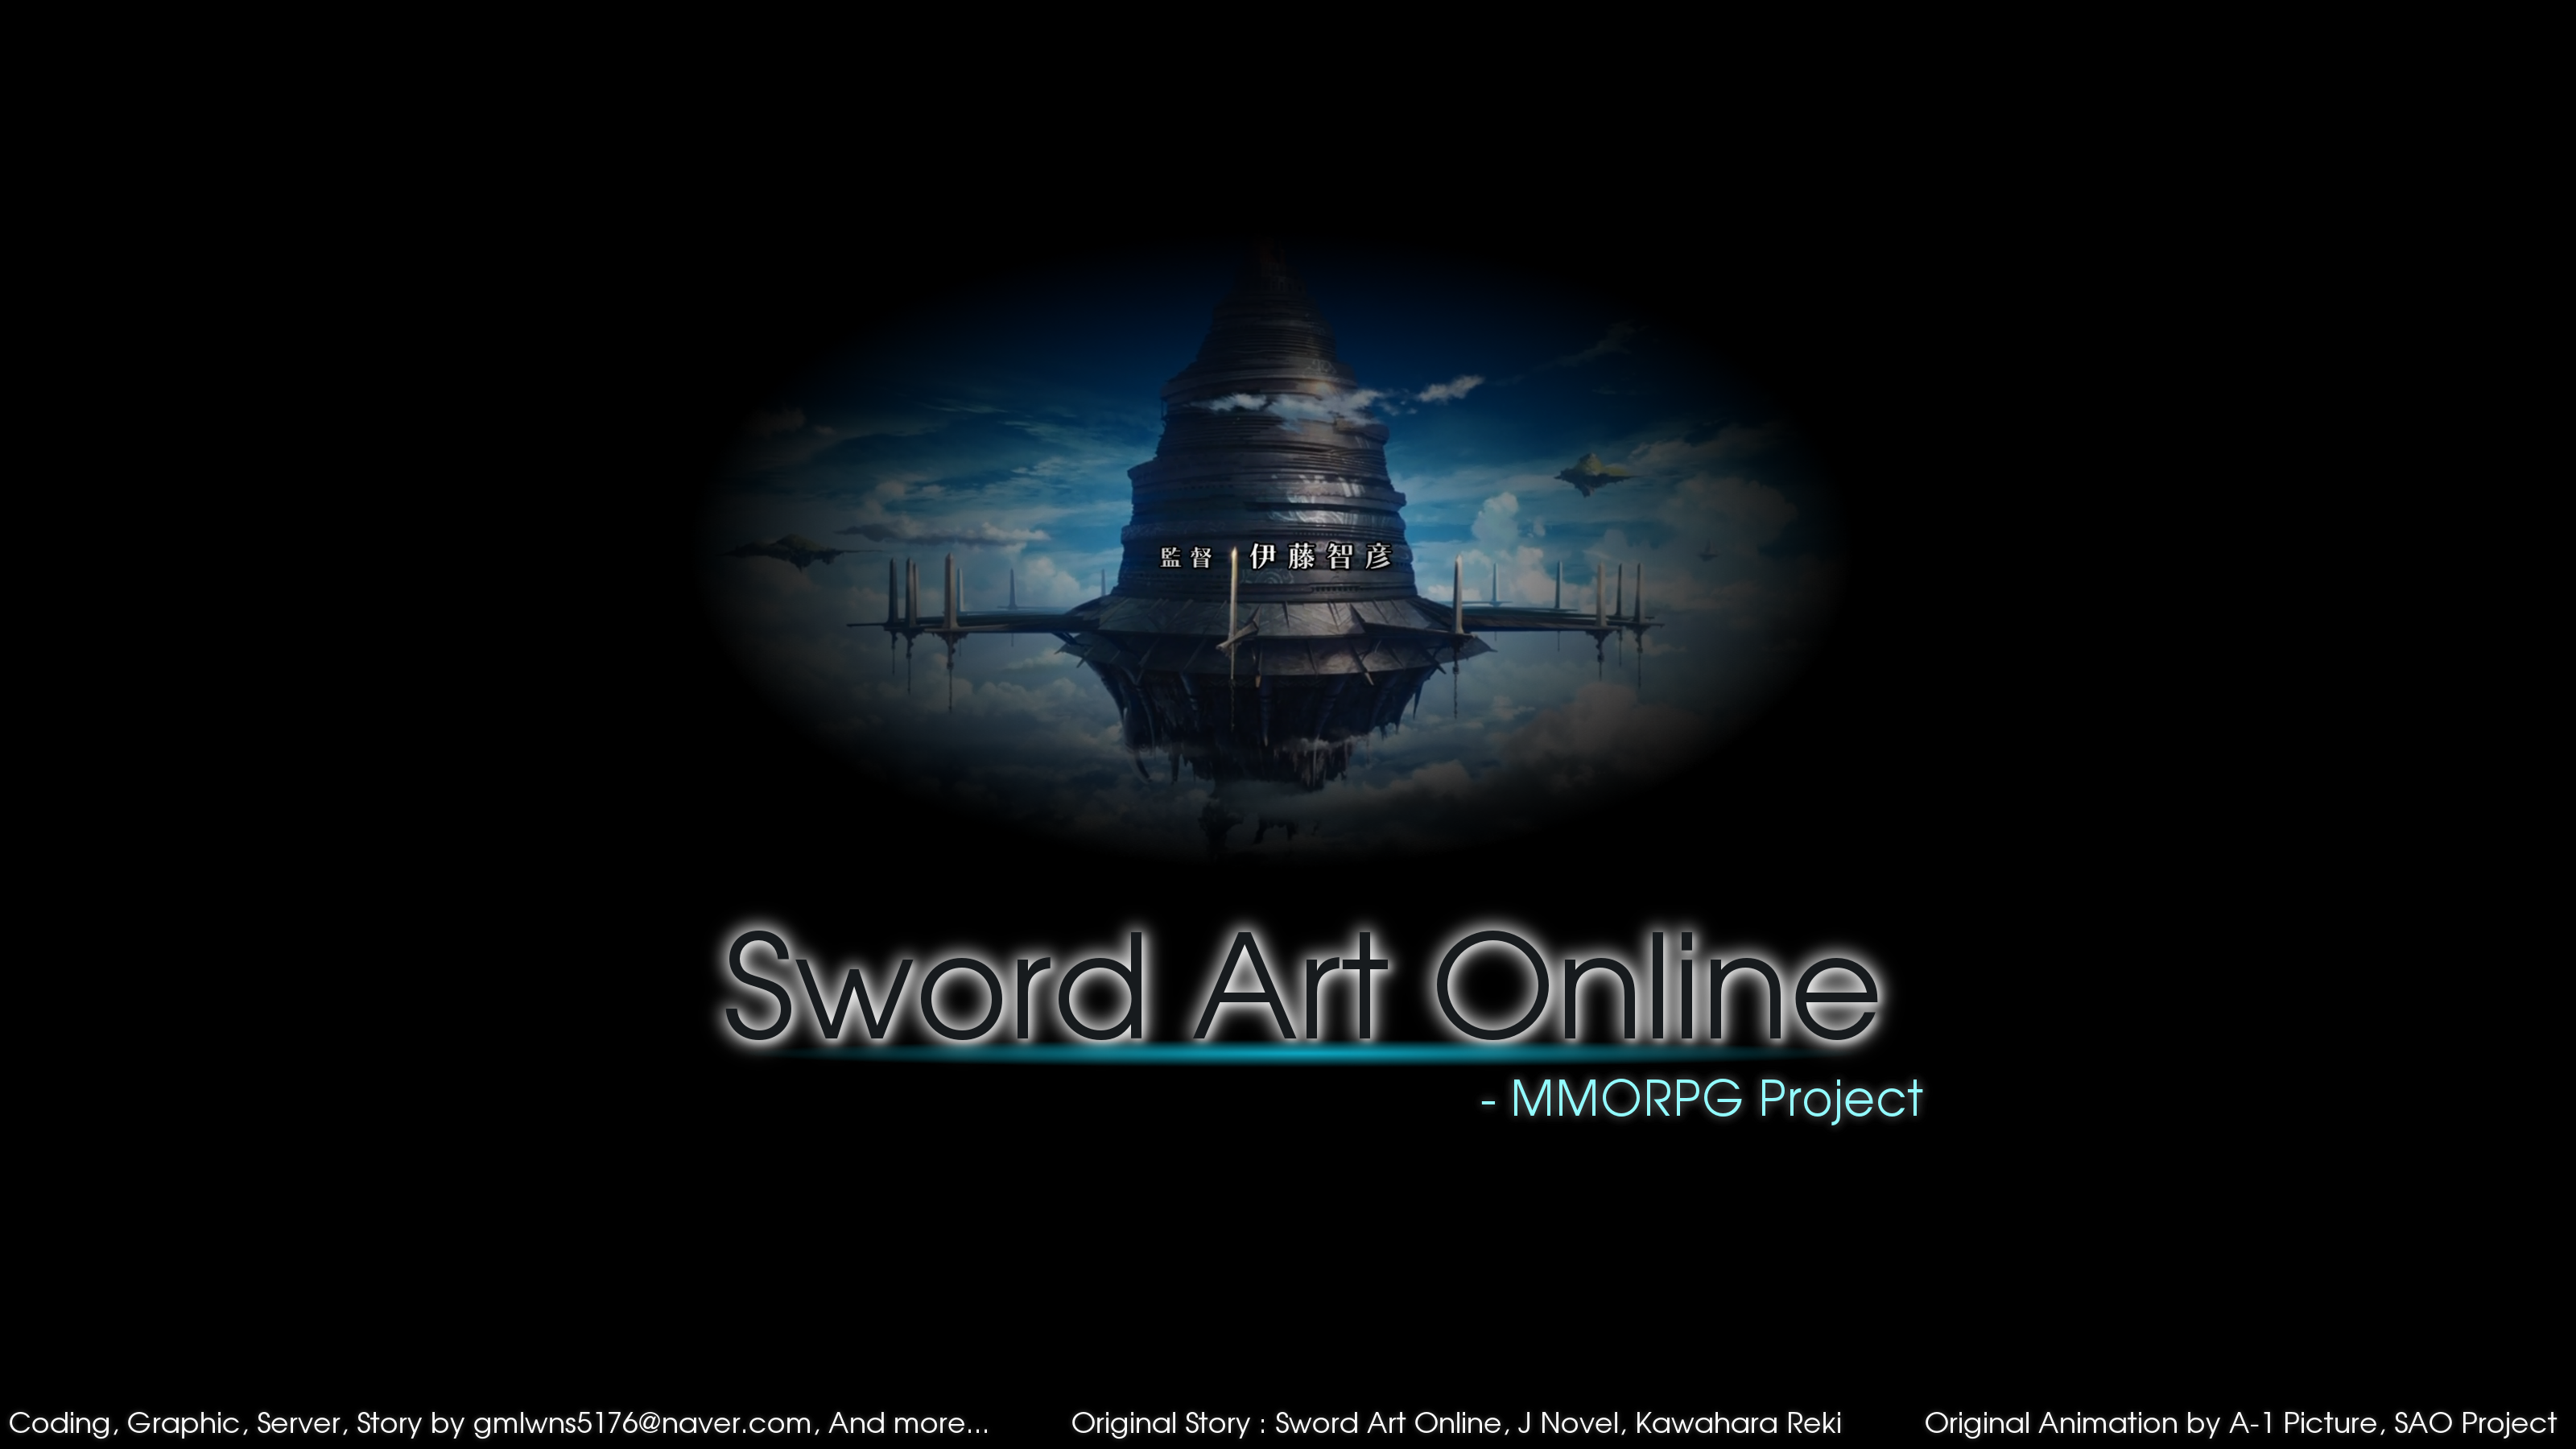 監督 伊藤智彦
Sword Art Online
- MMORPG Project
Coding, Graphic, Server, Story by gmlwns5176@naver.com, And more...
Original Story : Sword Art Online, J Novel, Kawahara Reki
Original Animation by A-1 Picture, SAO Project